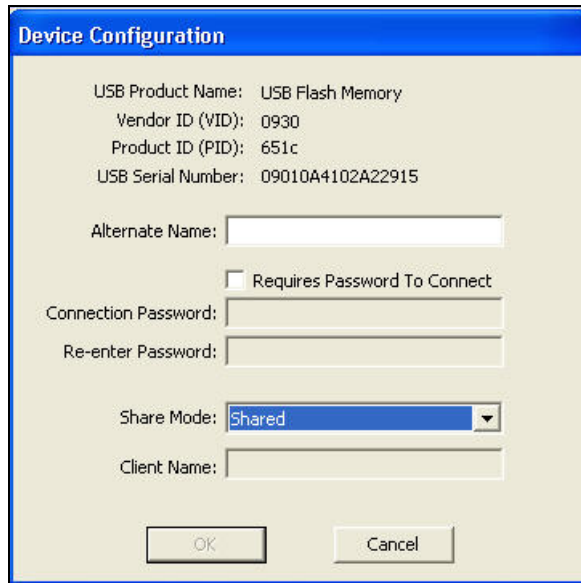 Device Configuration
USB Product Name: USB Flash Memory
Vendor ID (VID): 0930
Product ID (PID): 651c
USB Serial Number: 09010A4102A22915
Alternate Name:
Requires Password To Connect
Connection Password:
Re-enter Password:
Share Mode: Shared
Client Name:
OK Cancel